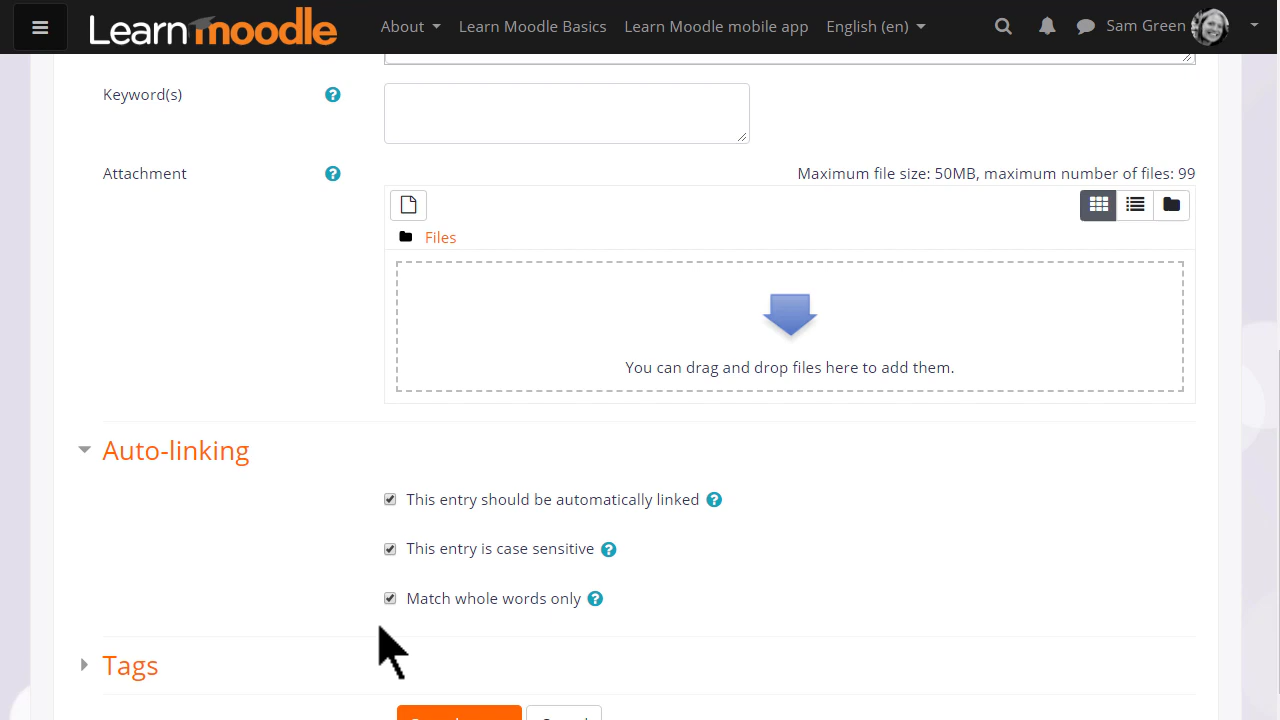 Learn moodle About Learn Moodle Basics Learn Moodle mobile app English (en) Sam Green
Keyword(s)
Attachment Maximum file size: 50MB, maximum number of files: 99
Files
You can drag and drop files here to add them.
Auto-linking
This entry should be automatically linked
This entry is case sensitive
Match whole words only
Tags